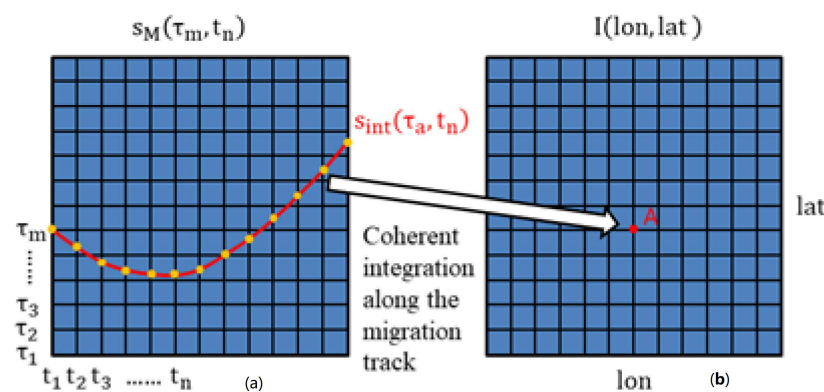 s_M(τ_m, t_n)
I(lon, lat)
s_int(τ_a, t_n)
A
lat
τ_m
......
τ_3
τ_2
τ_1
Coherent
integration
along the
migration
track
t_1 t_2 t_3 ...... t_n
(a)
lon
(b)